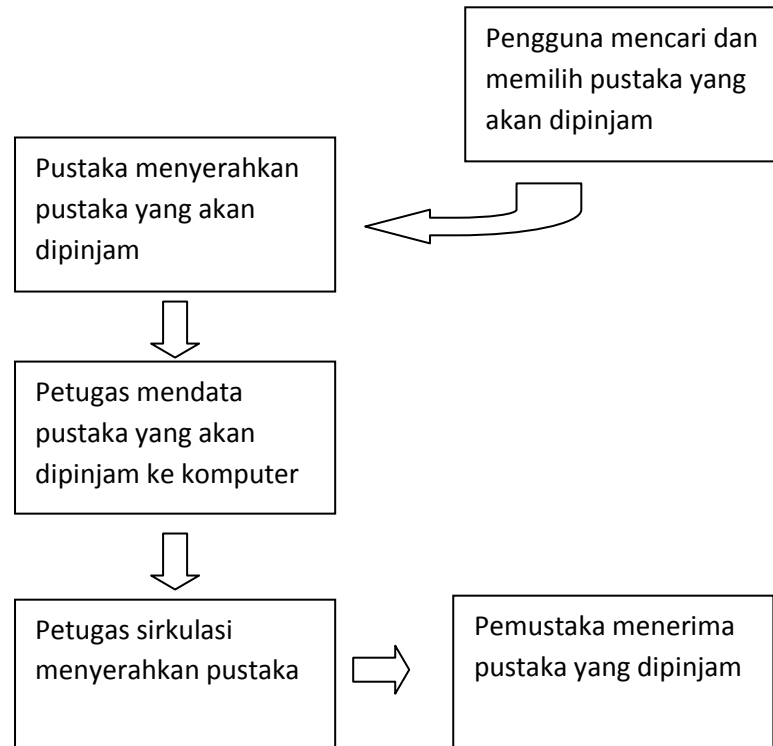 Pengguna mencari dan
memilih pustaka yang
akan dipinjam
Pustaka menyerahkan
pustaka yang akan
dipinjam
Petugas mendata
pustaka yang akan
dipinjam ke komputer
Petugas sirkulasi
menyerahkan pustaka
Pemustaka menerima
pustaka yang dipinjam